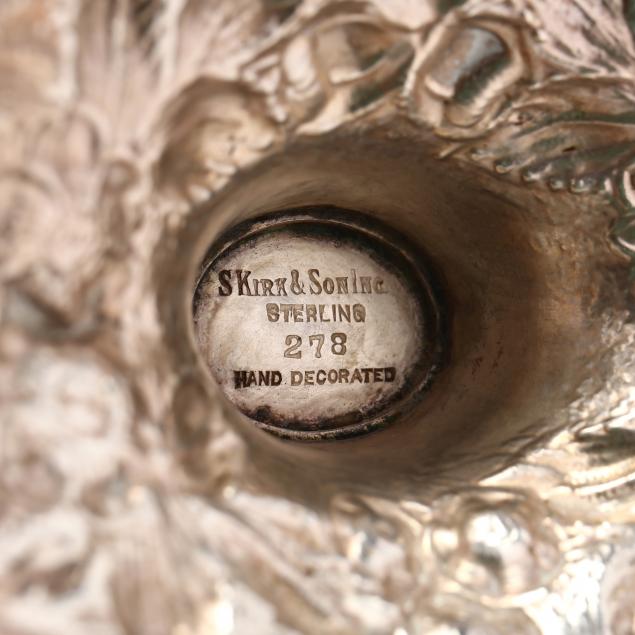 S Kirk & Son Inc.
STERLING
278
HAND DECORATED